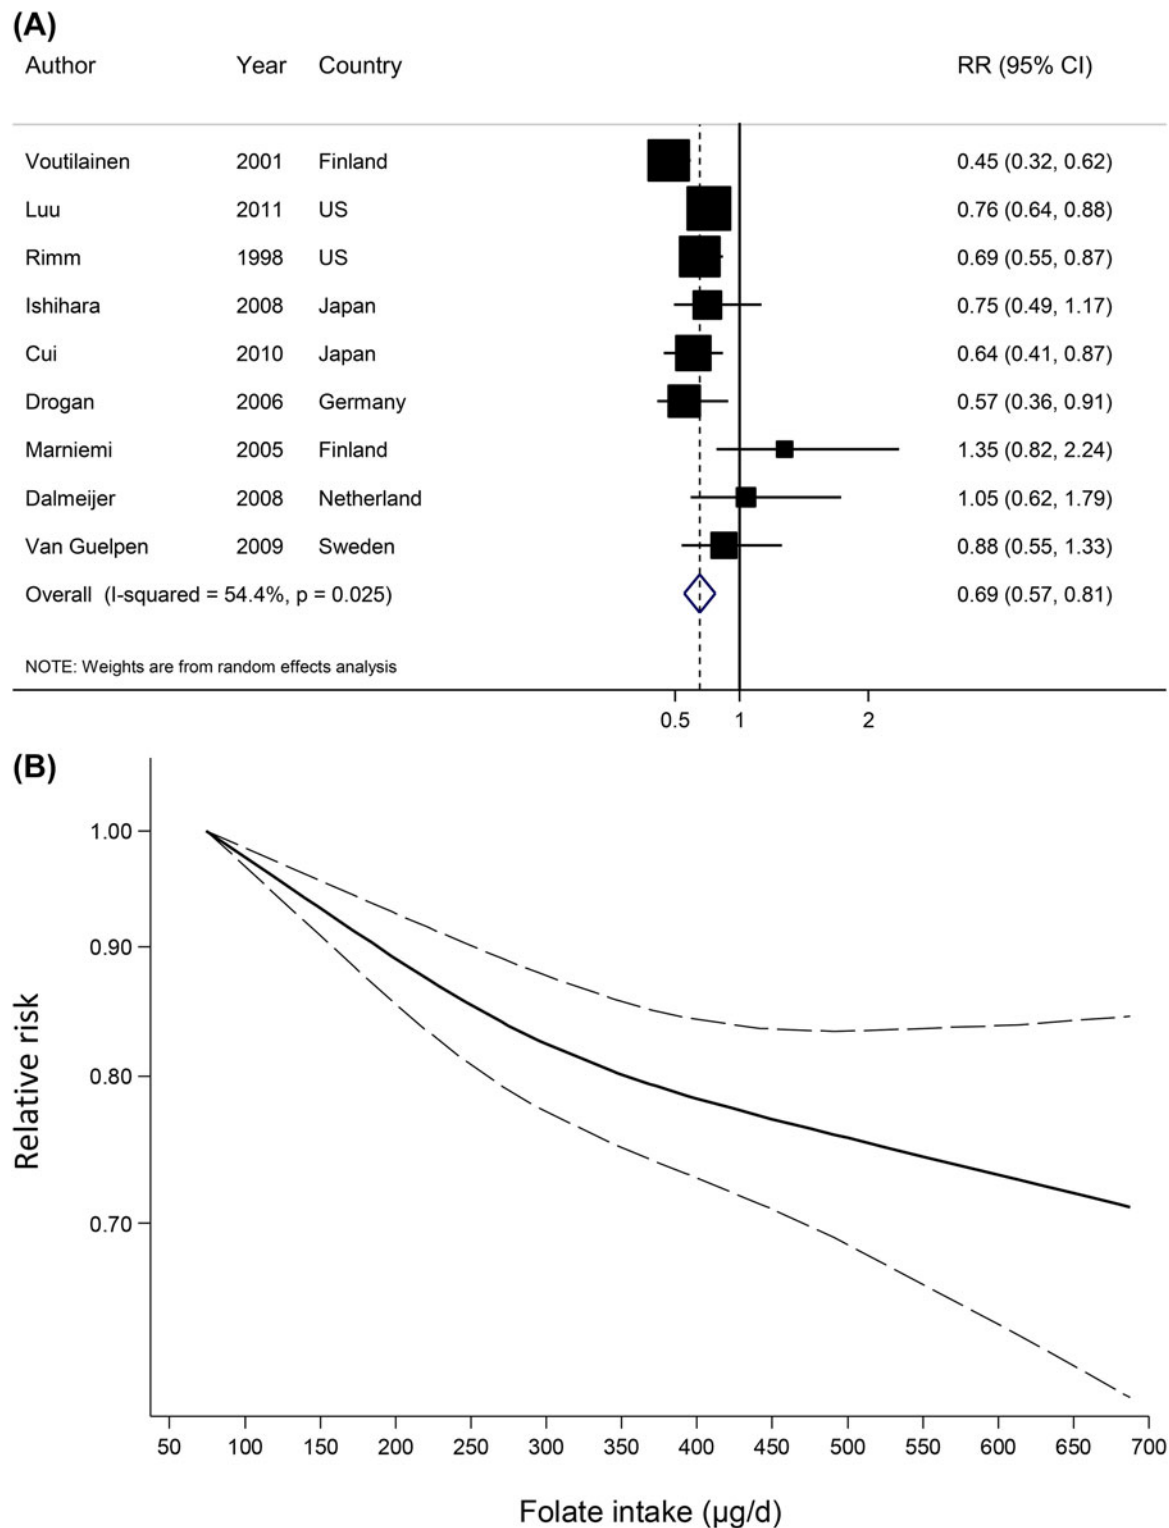 (A)
Author Year Country RR (95% CI)
Voutilainen 2001 Finland 0.45 (0.32, 0.62)
Luu 2011 US 0.76 (0.64, 0.88)
Rimm 1998 US 0.69 (0.55, 0.87)
Ishihara 2008 Japan 0.75 (0.49, 1.17)
Cui 2010 Japan 0.64 (0.41, 0.87)
Drogan 2006 Germany 0.57 (0.36, 0.91)
Marniemi 2005 Finland 1.35 (0.82, 2.24)
Dalmeijer 2008 Netherland 1.05 (0.62, 1.79)
Van Guelpen 2009 Sweden 0.88 (0.55, 1.33)
Overall (I-squared = 54.4%, p = 0.025) 0.69 (0.57, 0.81)
NOTE: Weights are from random effects analysis
0.5 1 2
(B)
1.00
0.90
0.80
0.70
Relative risk
50 100 150 200 250 300 350 400 450 500 550 600 650 700
Folate intake (µg/d)